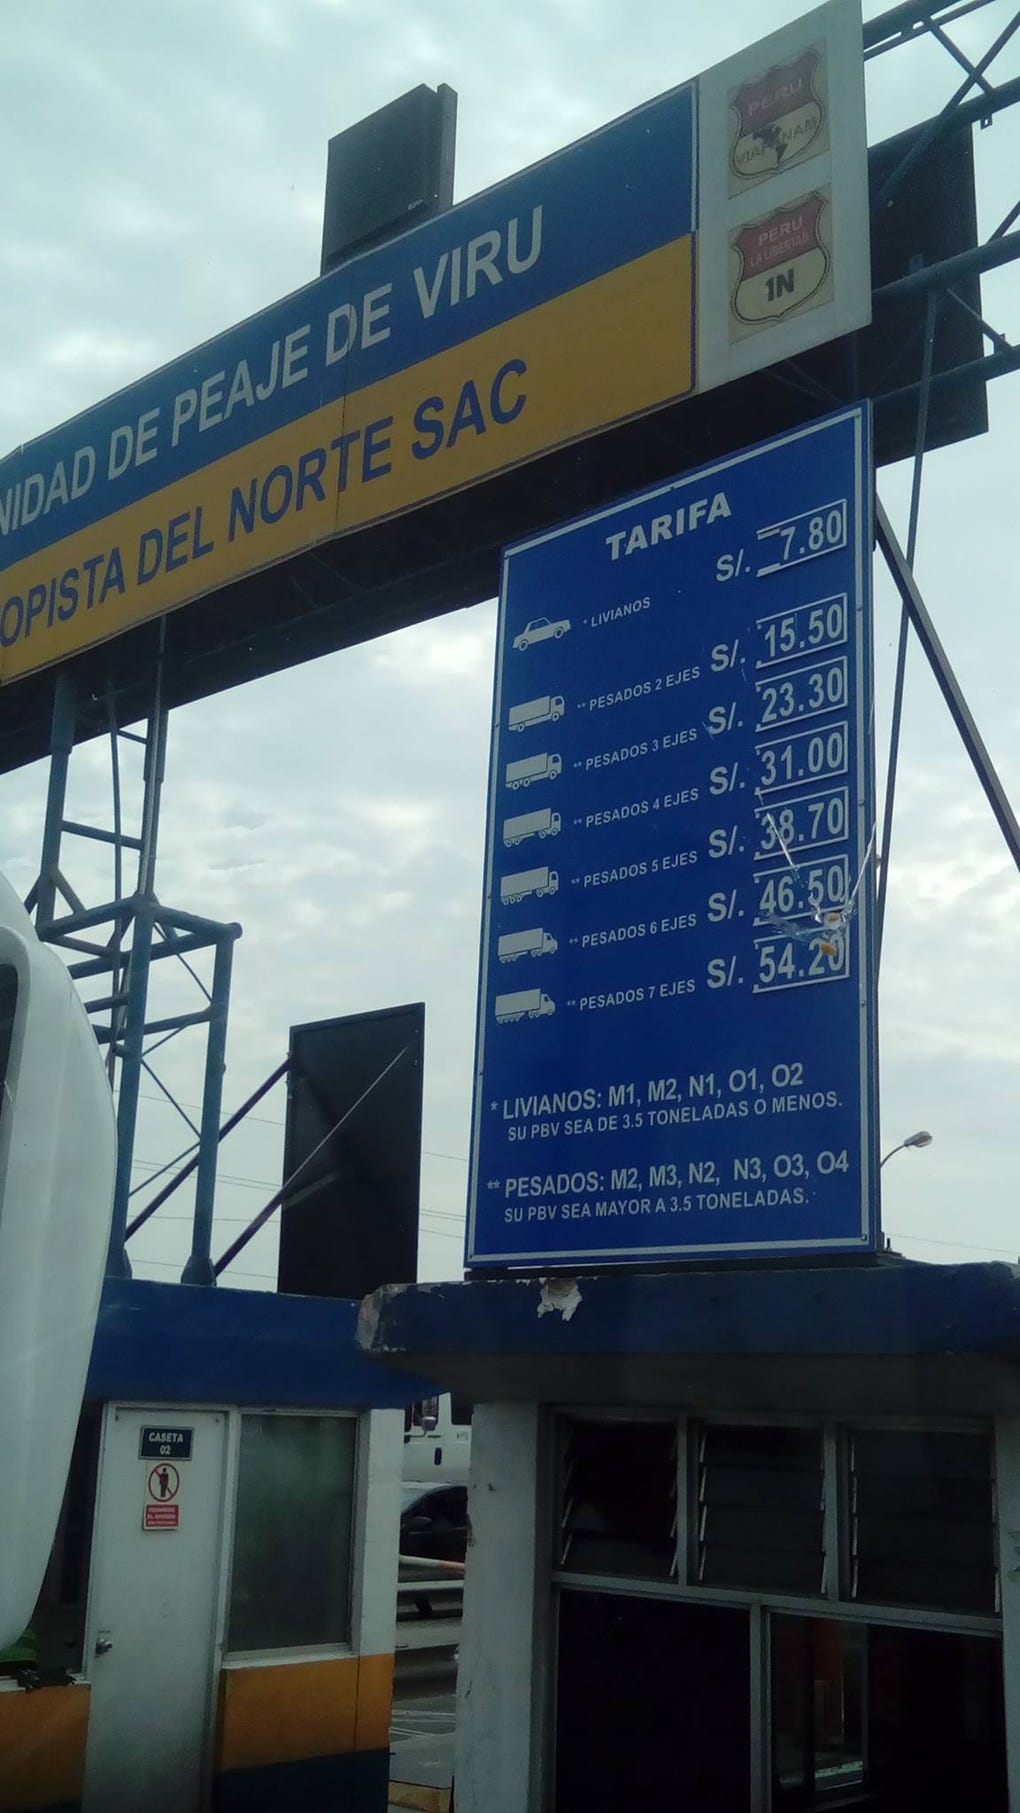 NIDAD DE PEAJE DE VIRU
OPISTA DEL NORTE SAC
PERU
PERU
LA LIBERTAD
1N
TARIFA
* LIVIANOS S/. 7.80
** PESADOS 2 EJES S/. 15.50
** PESADOS 3 EJES S/. 23.30
** PESADOS 4 EJES S/. 31.00
** PESADOS 5 EJES S/. 38.70
** PESADOS 6 EJES S/. 46.50
** PESADOS 7 EJES S/. 54.20
* LIVIANOS: M1, M2, N1, O1, O2
SU PBV SEA DE 3.5 TONELADAS O MENOS.
** PESADOS: M2, M3, N2, N3, O3, O4
SU PBV SEA MAYOR A 3.5 TONELADAS.
CASETA
02